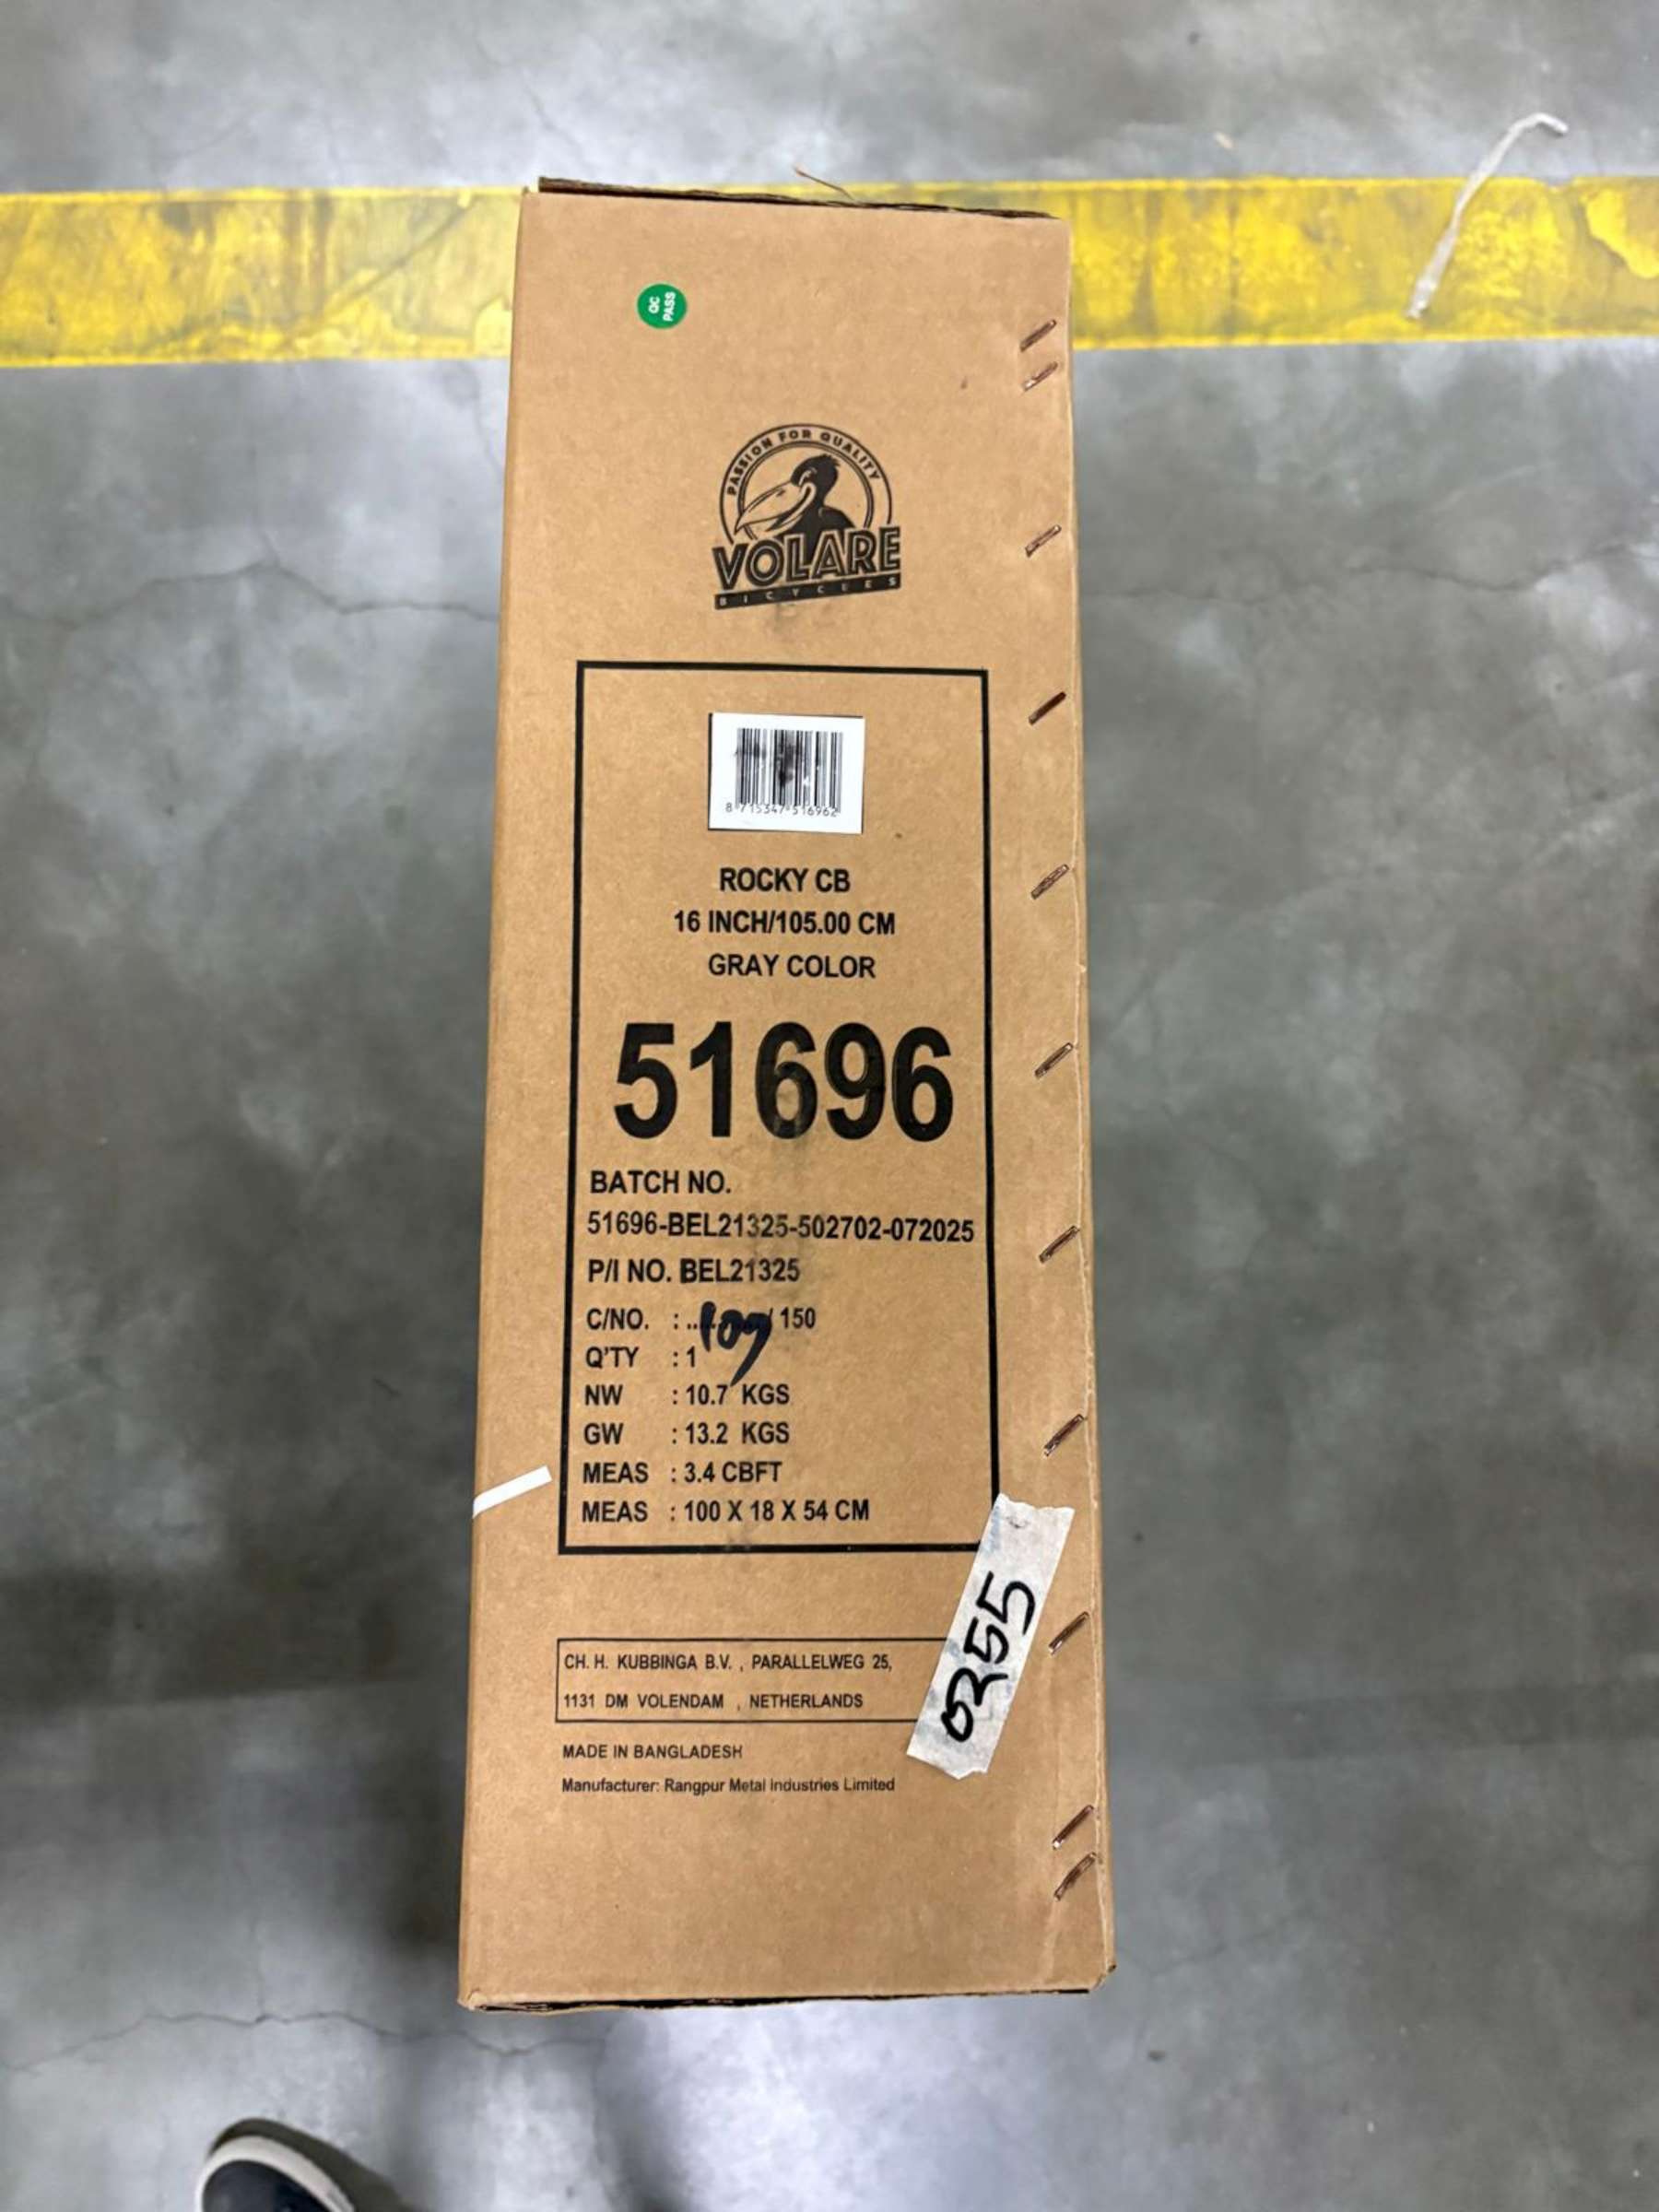 QC
PASS
PASSION FOR QUALITY
VOLARE
BICYCLES
8 715347 516962
ROCKY CB
16 INCH/105.00 CM
GRAY COLOR
51696
BATCH NO.
51696-BEL21325-502702-072025
P/I NO. BEL21325
C/NO. : 109 / 150
Q'TY : 1
NW : 10.7 KGS
GW : 13.2 KGS
MEAS : 3.4 CBFT
MEAS : 100 X 18 X 54 CM
0255
CH. H. KUBBINGA B.V. , PARALLELWEG 25,
1131 DM VOLENDAM , NETHERLANDS
MADE IN BANGLADESH
Manufacturer: Rangpur Metal Industries Limited